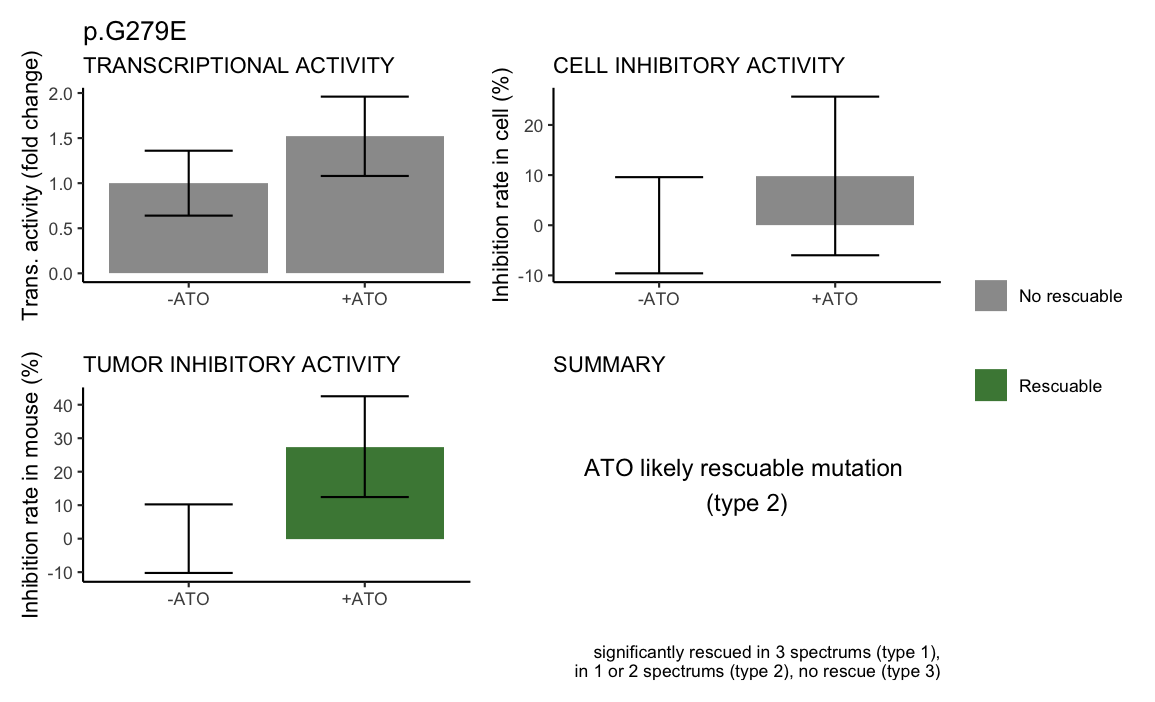 p.G279E
TRANSCRIPTIONAL ACTIVITY
Trans. activity (fold change)
2.0
1.5
1.0
0.5
0.0
-ATO +ATO
CELL INHIBITORY ACTIVITY
Inhibition rate in cell (%)
20
10
0
-10
-ATO +ATO
TUMOR INHIBITORY ACTIVITY
Inhibition rate in mouse (%)
40
30
20
10
0
-10
-ATO +ATO
SUMMARY
ATO likely rescuable mutation
(type 2)
significantly rescued in 3 spectrums (type 1),
in 1 or 2 spectrums (type 2), no rescue (type 3)
No rescuable
Rescuable